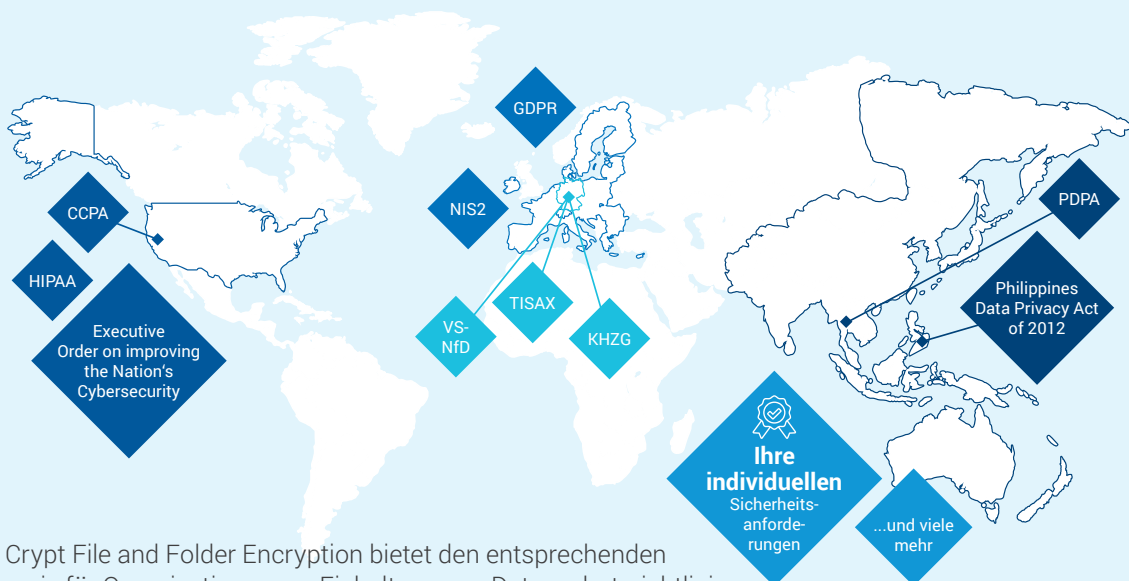 GDPR
CCPA
NIS2
PDPA
HIPAA
Executive
Order on improving
the Nation's
Cybersecurity
VS-
NfD
TISAX
KHZG
Philippines
Data Privacy Act
of 2012
Ihre
individuellen
Sicherheits-
anforde-
rungen
...und viele
mehr
Crypt File and Folder Encryption bietet den entsprechenden